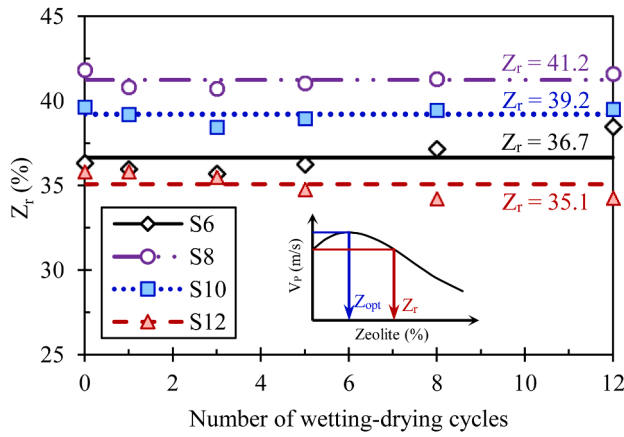 45
40
35
30
25
Zr (%)
Zr = 41.2
Zr = 39.2
Zr = 36.7
Zr = 35.1
S6
S8
S10
S12
VP (m/s)
Zopt
Zr
Zeolite (%)
0 2 4 6 8 10 12
Number of wetting-drying cycles